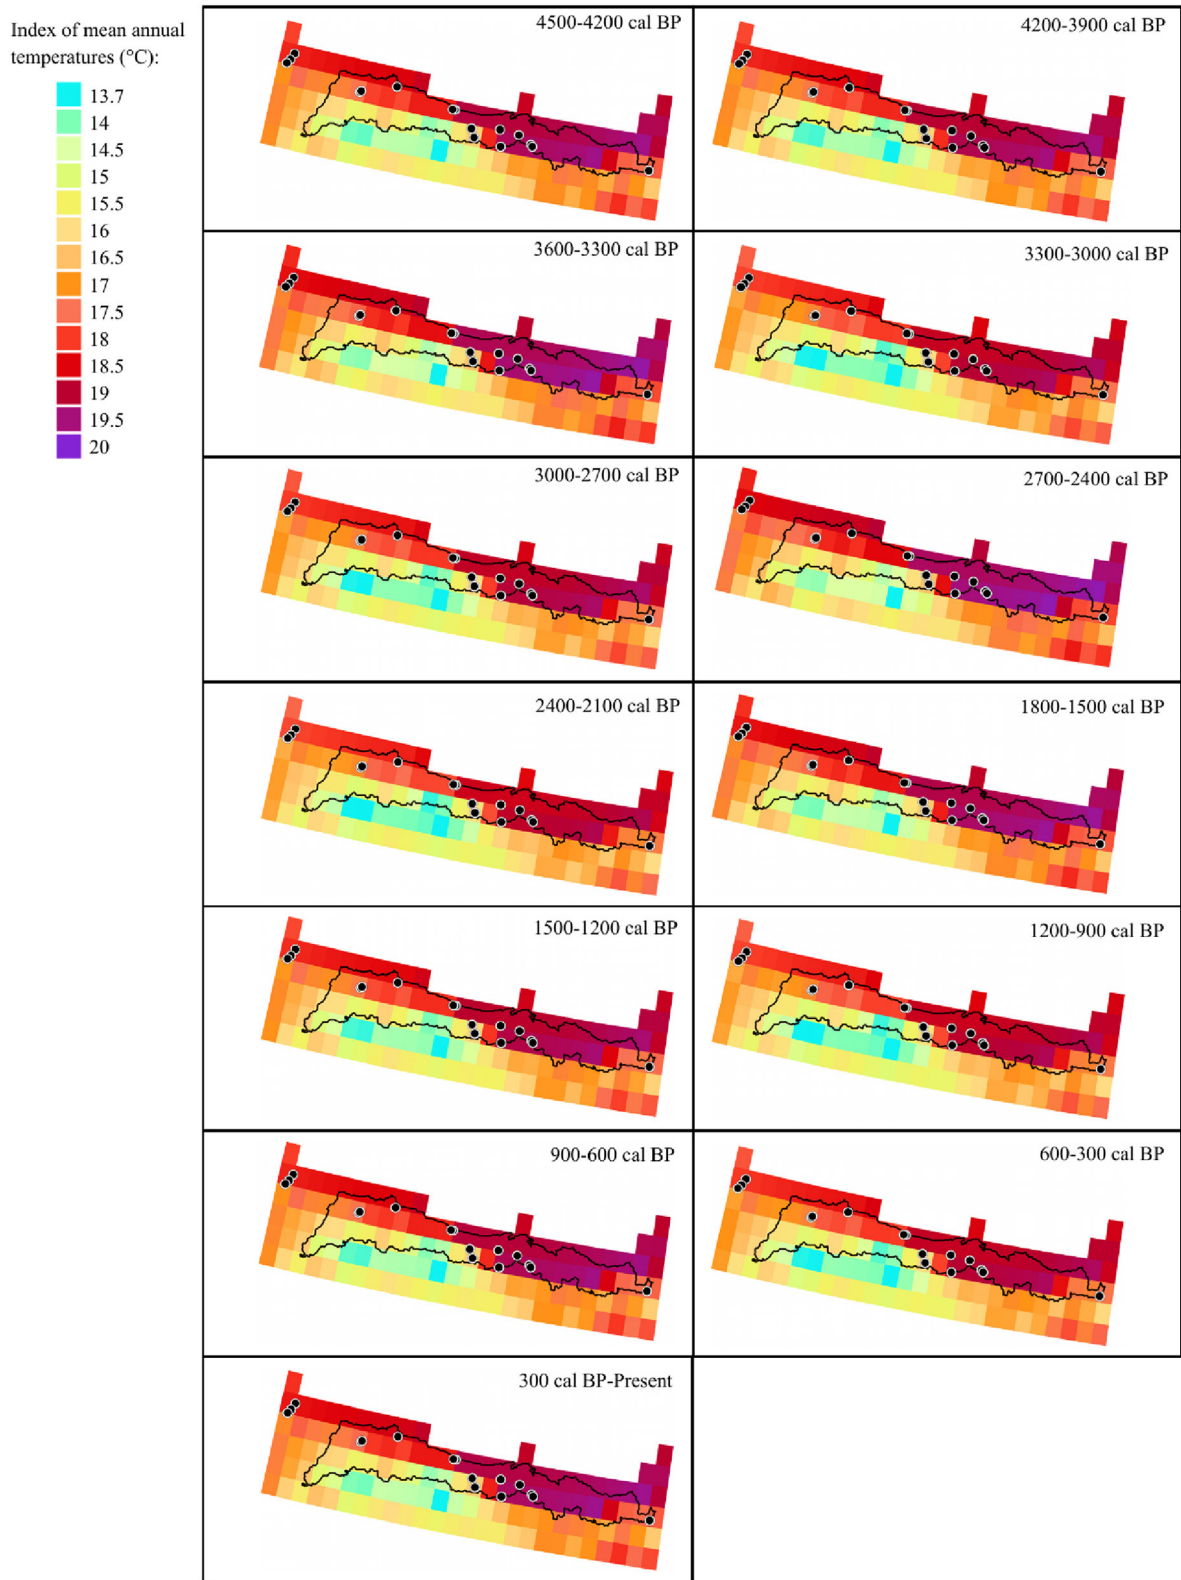 Index of mean annual
temperatures (°C):
13.7
14
14.5
15
15.5
16
16.5
17
17.5
18
18.5
19
19.5
20
4500-4200 cal BP
4200-3900 cal BP
3600-3300 cal BP
3300-3000 cal BP
3000-2700 cal BP
2700-2400 cal BP
2400-2100 cal BP
1800-1500 cal BP
1500-1200 cal BP
1200-900 cal BP
900-600 cal BP
600-300 cal BP
300 cal BP-Present